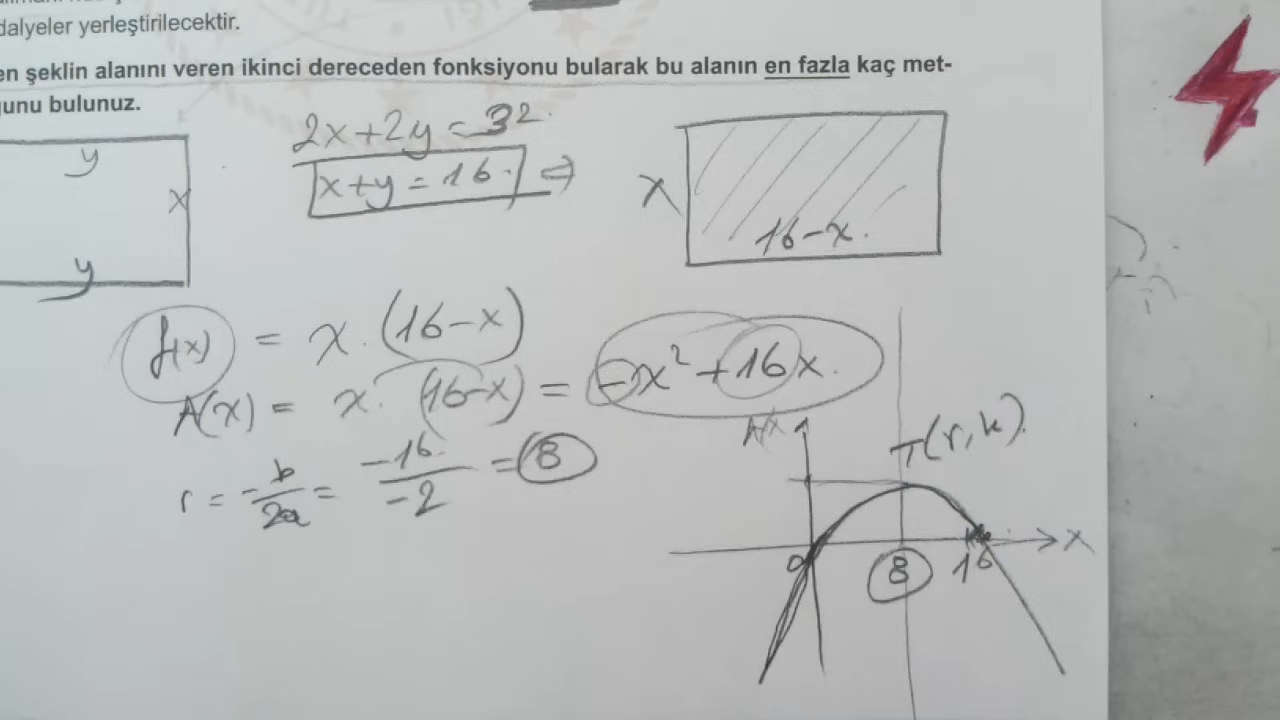 dalyeler yerleştirilecektir.
en şeklin alanını veren ikinci dereceden fonksiyonu bularak bu alanın en fazla kaç met-
unu bulunuz.
y
x
y
2x+2y=32
x+y=16 ⇒
x
16-x
f(x) = x.(16-x)
A(x) = x.(16-x) = -x²+16x
r = -b/2a = -16/-2 = 8
A(x)
T(r,k)
0
8
16
x